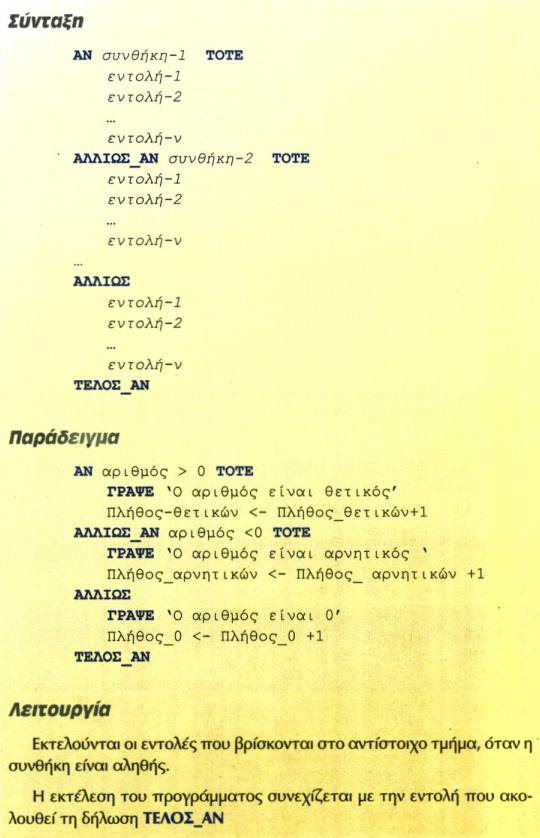 Σύνταξη
ΑΝ συνθήκη-1 ΤΟΤΕ
εντολή-1
εντολή-2
…
εντολή-ν
ΑΛΛΙΩΣ_ΑΝ συνθήκη-2 ΤΟΤΕ
εντολή-1
εντολή-2
…
εντολή-ν
…
ΑΛΛΙΩΣ
εντολή-1
εντολή-2
…
εντολή-ν
ΤΕΛΟΣ_ΑΝ
Παράδειγμα
ΑΝ αριθμός > 0 ΤΟΤΕ
ΓΡΑΨΕ ‘Ο αριθμός είναι θετικός’
Πλήθος-θετικών <- Πλήθος_θετικών+1
ΑΛΛΙΩΣ_ΑΝ αριθμός <0 ΤΟΤΕ
ΓΡΑΨΕ ‘Ο αριθμός είναι αρνητικός ‘
Πλήθος_αρνητικών <- Πλήθος_ αρνητικών +1
ΑΛΛΙΩΣ
ΓΡΑΨΕ ‘Ο αριθμός είναι 0’
Πλήθος_0 <- Πλήθος_0 +1
ΤΕΛΟΣ_ΑΝ
Λειτουργία
Εκτελούνται οι εντολές που βρίσκονται στο αντίστοιχο τμήμα, όταν η
συνθήκη είναι αληθής.
Η εκτέλεση του προγράμματος συνεχίζεται με την εντολή που ακο-
λουθεί τη δήλωση ΤΕΛΟΣ_ΑΝ